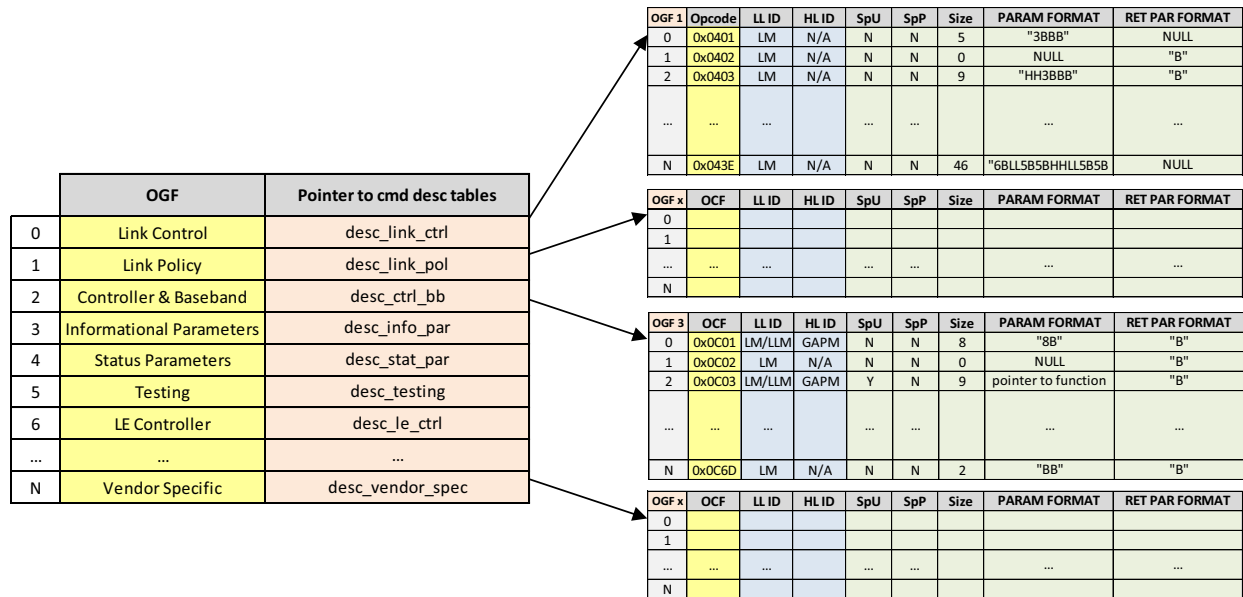 OGF 1 Opcode LL ID HL ID SpU SpP Size PARAM FORMAT RET PAR FORMAT
0 0x0401 LM N/A N N 5 "3BBB" NULL
1 0x0402 LM N/A N N 0 NULL "B"
2 0x0403 LM N/A N N 9 "HH3BBB" "B"
... ... ... ... ... ... ...
N 0x043E LM N/A N N 46 "6BLL5B5BHHLL5B5B NULL
OGF Pointer to cmd desc tables
0 Link Control desc_link_ctrl
1 Link Policy desc_link_pol
2 Controller & Baseband desc_ctrl_bb
3 Informational Parameters desc_info_par
4 Status Parameters desc_stat_par
5 Testing desc_testing
6 LE Controller desc_le_ctrl
... ... ...
N Vendor Specific desc_vendor_spec
OGF x OCF LL ID HL ID SpU SpP Size PARAM FORMAT RET PAR FORMAT
0
1
... ... ... ... ... ... ...
N
OGF 3 OCF LL ID HL ID SpU SpP Size PARAM FORMAT RET PAR FORMAT
0 0x0C01 LM/LLM GAPM N N 8 "8B" "B"
1 0x0C02 LM N/A N N 0 NULL "B"
2 0x0C03 LM/LLM GAPM Y N 9 pointer to function "B"
... ... ... ... ... ... ...
N 0x0C6D LM N/A N N 2 "BB" "B"
OGF x OCF LL ID HL ID SpU SpP Size PARAM FORMAT RET PAR FORMAT
0
1
... ... ... ... ... ... ...
N